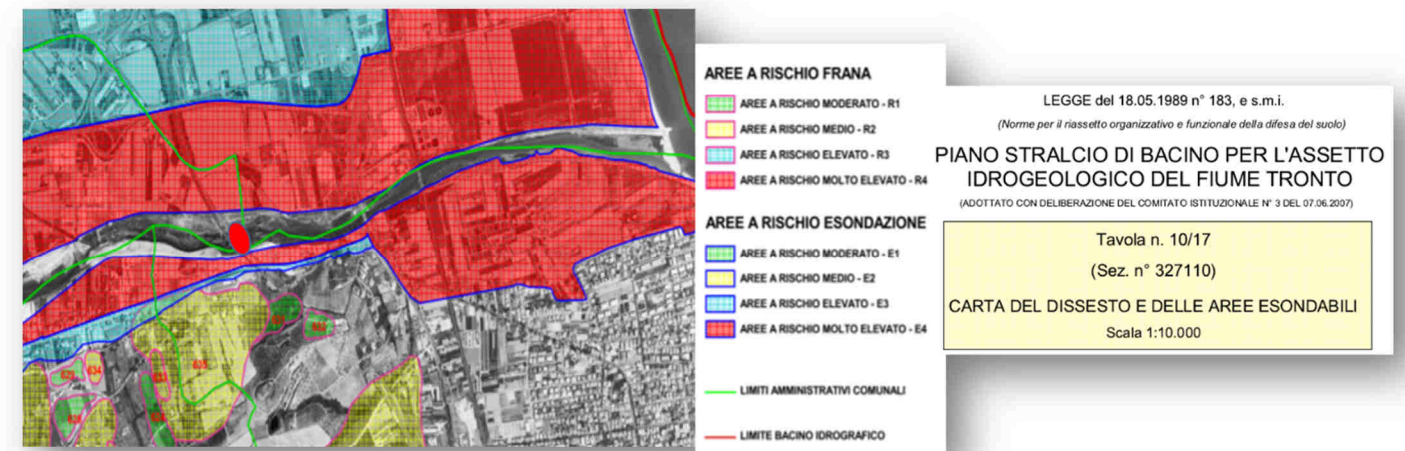 AREE A RISCHIO FRANA
AREE A RISCHIO MODERATO - R1
AREE A RISCHIO MEDIO - R2
AREE A RISCHIO ELEVATO - R3
AREE A RISCHIO MOLTO ELEVATO - R4
AREE A RISCHIO ESONDAZIONE
AREE A RISCHIO MODERATO - E1
AREE A RISCHIO MEDIO - E2
AREE A RISCHIO ELEVATO - E3
AREE A RISCHIO MOLTO ELEVATO - E4
LIMITI AMMINISTRATIVI COMUNALI
LIMITE BACINO IDROGRAFICO
LEGGE del 18.05.1989 n° 183, e s.m.i.
(Norme per il riassetto organizzativo e funzionale della difesa del suolo)
PIANO STRALCIO DI BACINO PER L'ASSETTO
IDROGEOLOGICO DEL FIUME TRONTO
(ADOTTATO CON DELIBERAZIONE DEL COMITATO ISTITUZIONALE N° 3 DEL 07.06.2007)
Tavola n. 10/17
(Sez. n° 327110)
CARTA DEL DISSESTO E DELLE AREE ESONDABILI
Scala 1:10.000
635
634